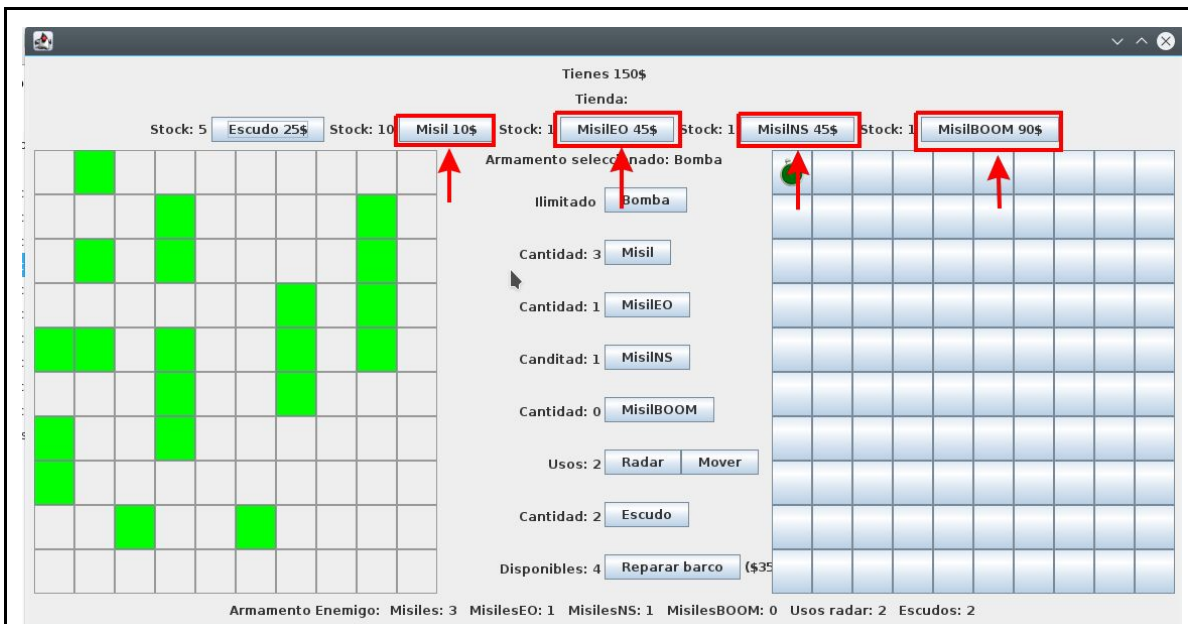 Tienes 150$
Tienda:
Stock: 5 Escudo 25$ Stock: 10 Misil 10$ Stock: 1 MisilEO 45$ Stock: 1 MisilNS 45$ Stock: 1 MisilBOOM 90$
Armamento seleccionado: Bomba
Ilimitado Bomba
Cantidad: 3 Misil
Cantidad: 1 MisilEO
Canditad: 1 MisilNS
Cantidad: 0 MisilBOOM
Usos: 2 Radar Mover
Cantidad: 2 Escudo
Disponibles: 4 Reparar barco ($35
Armamento Enemigo: Misiles: 3 MisilesEO: 1 MisilesNS: 1 MisilesBOOM: 0 Usos radar: 2 Escudos: 2